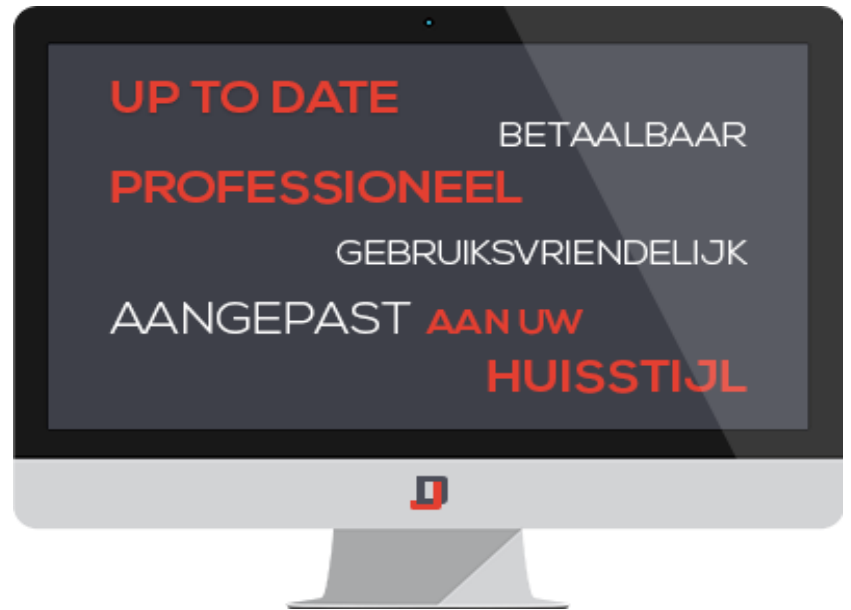 UP TO DATE
BETAALBAAR
PROFESSIONEEL
GEBRUIKSVRIENDELIJK
AANGEPAST AAN UW
HUISSTIJL